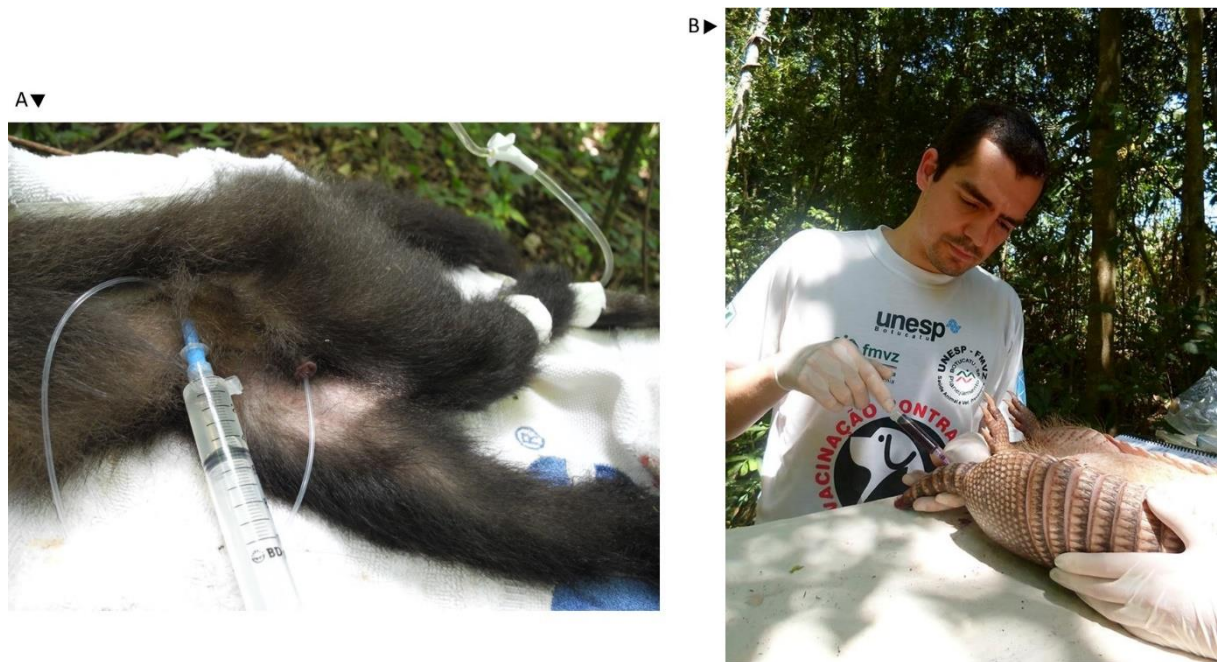 A
B
unesp
Botucatu
fmvz
UNESP - FMVZ
VACINAÇÃO CONTRA
®
BD